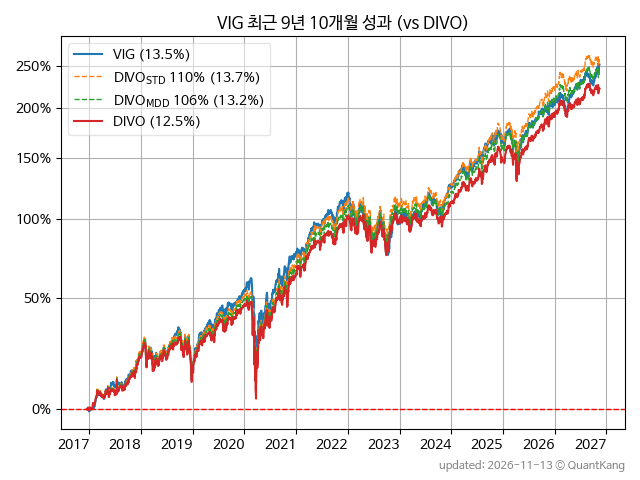 VIG 최근 9년 10개월 성과 (vs DIVO)
VIG (13.5%)
DIVO_STD 110% (13.7%)
DIVO_MDD 106% (13.2%)
DIVO (12.5%)
250%
200%
150%
100%
50%
0%
2017 2018 2019 2020 2021 2022 2023 2024 2025 2026 2027
updated: 2026-11-13 © QuantKang